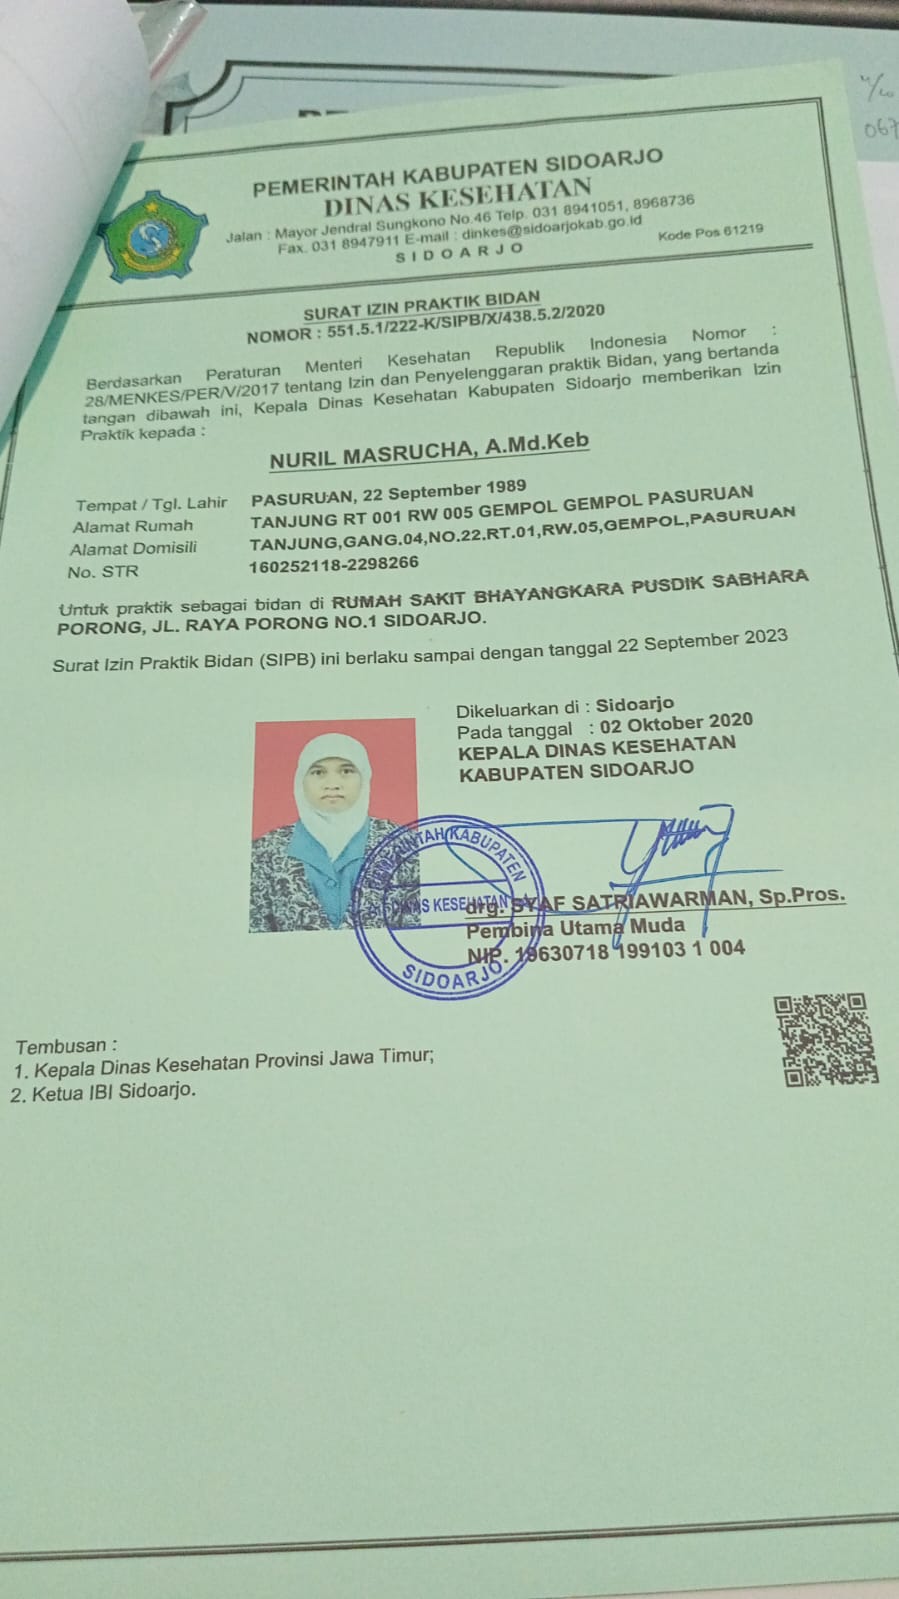 PEMERINTAH KABUPATEN SIDOARJO
DINAS KESEHATAN
Jalan : Mayor Jendral Sungkono No.46 Telp. 031 8941051, 8968736
Fax. 031 8947911 E-mail : dinkes@sidoarjokab.go.id
SIDOARJO
Kode Pos 61219
SURAT IZIN PRAKTIK BIDAN
NOMOR : 551.5.1/222-K/SIPB/X/438.5.2/2020
Berdasarkan Peraturan Menteri Kesehatan Republik Indonesia Nomor :
28/MENKES/PER/V/2017 tentang Izin dan Penyelenggaran praktik Bidan, yang bertanda
tangan dibawah ini, Kepala Dinas Kesehatan Kabupaten Sidoarjo memberikan Izin
Praktik kepada :
NURIL MASRUCHA, A.Md.Keb
Tempat / Tgl. Lahir PASURUAN, 22 September 1989
Alamat Rumah TANJUNG RT 001 RW 005 GEMPOL GEMPOL PASURUAN
Alamat Domisili TANJUNG,GANG.04,NO.22.RT.01,RW.05,GEMPOL,PASURUAN
No. STR 160252118-2298266
Untuk praktik sebagai bidan di RUMAH SAKIT BHAYANGKARA PUSDIK SABHARA
PORONG, JL. RAYA PORONG NO.1 SIDOARJO.
Surat Izin Praktik Bidan (SIPB) ini berlaku sampai dengan tanggal 22 September 2023
Dikeluarkan di : Sidoarjo
Pada tanggal : 02 Oktober 2020
KEPALA DINAS KESEHATAN
KABUPATEN SIDOARJO
PEMERINTAH KABUPATEN
DINAS KESEHATAN
SIDOARJO
drg. SYAF SATRIAWARMAN, Sp.Pros.
Pembina Utama Muda
NIP. 19630718 199103 1 004
Tembusan :
1. Kepala Dinas Kesehatan Provinsi Jawa Timur;
2. Ketua IBI Sidoarjo.
067